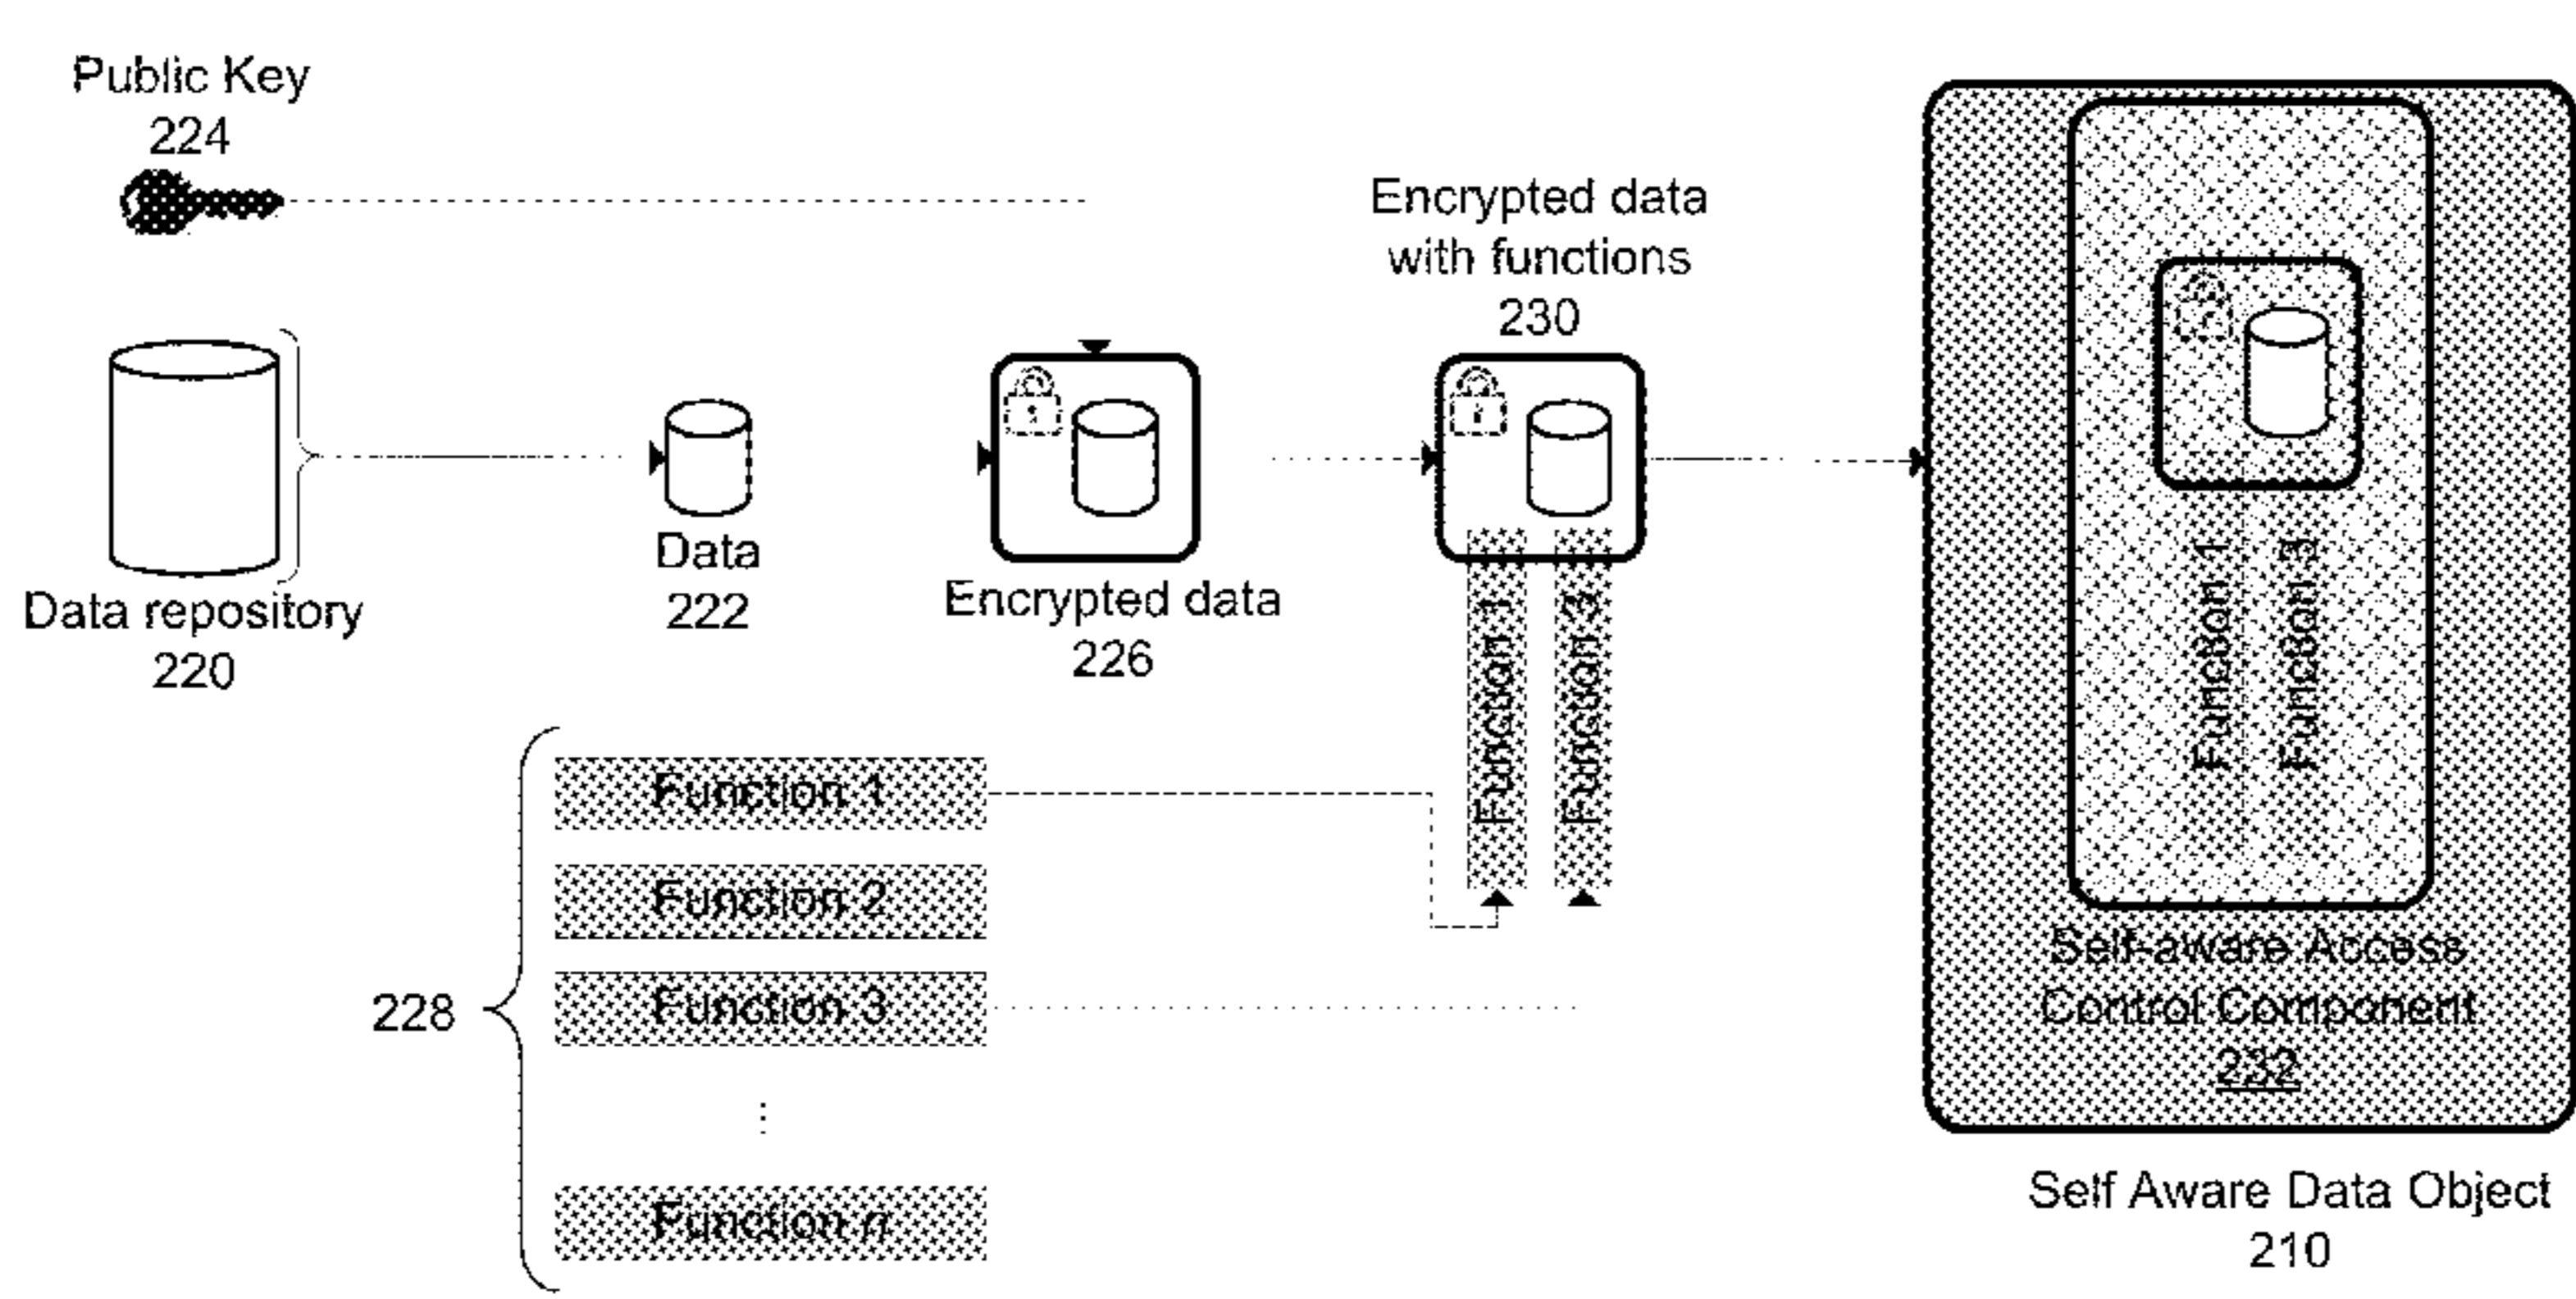 Public Key
224
Encrypted data
with functions
230
Data repository
220
Data
222
Encrypted data
226
Function 1
Function 3
Function 1
Function 3
228
Function 1
Function 2
Function 3
⋮
Function n
Self-aware Access
Control Component
232
Self Aware Data Object
210